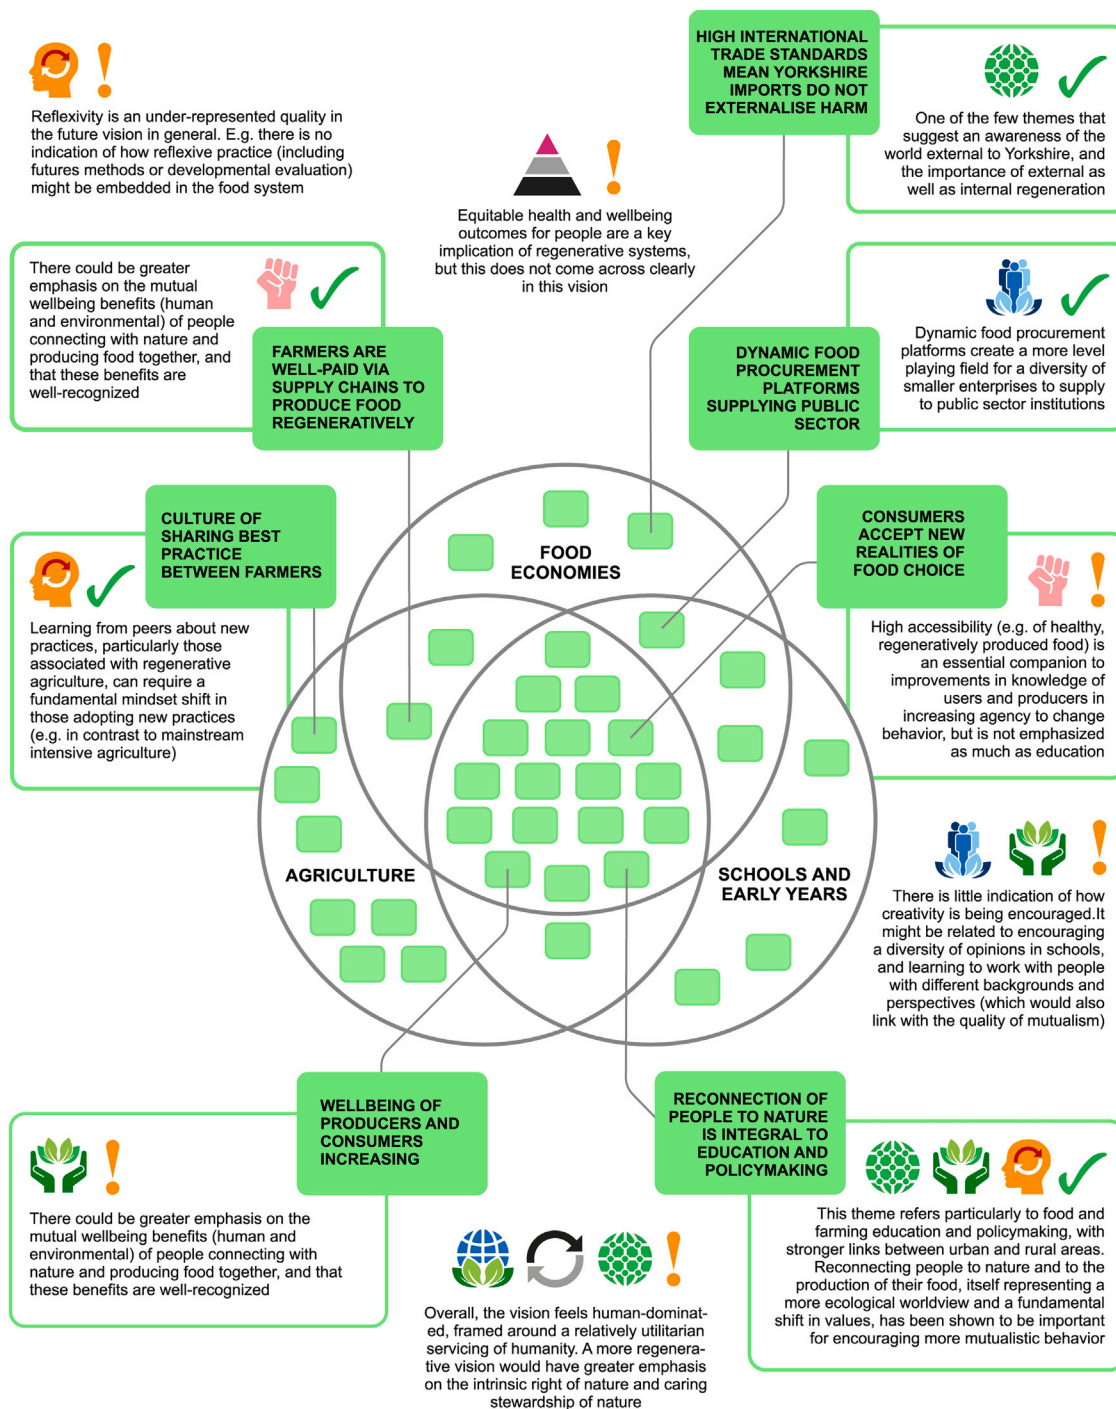 HIGH INTERNATIONAL
TRADE STANDARDS
MEAN YORKSHIRE
IMPORTS DO NOT
EXTERNALISE HARM
One of the few themes that
suggest an awareness of the
world external to Yorkshire, and
the importance of external as
well as internal regeneration
Reflexivity is an under-represented quality in
the future vision in general. E.g. there is no
indication of how reflexive practice (including
futures methods or developmental evaluation)
might be embedded in the food system
Equitable health and wellbeing
outcomes for people are a key
implication of regenerative systems,
but this does not come across clearly
in this vision
There could be greater
emphasis on the mutual
wellbeing benefits (human
and environmental) of people
connecting with nature and
producing food together, and
that these benefits are
well-recognized
FARMERS ARE
WELL-PAID VIA
SUPPLY CHAINS TO
PRODUCE FOOD
REGENERATIVELY
DYNAMIC FOOD
PROCUREMENT
PLATFORMS
SUPPLYING PUBLIC
SECTOR
Dynamic food procurement
platforms create a more level
playing field for a diversity of
smaller enterprises to supply
to public sector institutions
CULTURE OF
SHARING BEST
PRACTICE
BETWEEN FARMERS
Learning from peers about new
practices, particularly those
associated with regenerative
agriculture, can require a
fundamental mindset shift in
those adopting new practices
(e.g. in contrast to mainstream
intensive agriculture)
FOOD
ECONOMIES
CONSUMERS
ACCEPT NEW
REALITIES OF
FOOD CHOICE
High accessibility (e.g. of healthy,
regeneratively produced food) is
an essential companion to
improvements in knowledge of
users and producers in
increasing agency to change
behavior, but is not emphasized
as much as education
AGRICULTURE
SCHOOLS AND
EARLY YEARS
There is little indication of how
creativity is being encouraged.It
might be related to encouraging
a diversity of opinions in schools,
and learning to work with people
with different backgrounds and
perspectives (which would also
link with the quality of mutualism)
WELLBEING OF
PRODUCERS AND
CONSUMERS
INCREASING
There could be greater emphasis on the
mutual wellbeing benefits (human and
environmental) of people connecting with
nature and producing food together, and that
these benefits are well-recognized
RECONNECTION OF
PEOPLE TO NATURE
IS INTEGRAL TO
EDUCATION AND
POLICYMAKING
This theme refers particularly to food and
farming education and policymaking, with
stronger links between urban and rural areas.
Reconnecting people to nature and to the
production of their food, itself representing a
more ecological worldview and a fundamental
shift in values, has been shown to be important
for encouraging more mutualistic behavior
Overall, the vision feels human-dominat-
ed, framed around a relatively utilitarian
servicing of humanity. A more regenera-
tive vision would have greater emphasis
on the intrinsic right of nature and caring
stewardship of nature